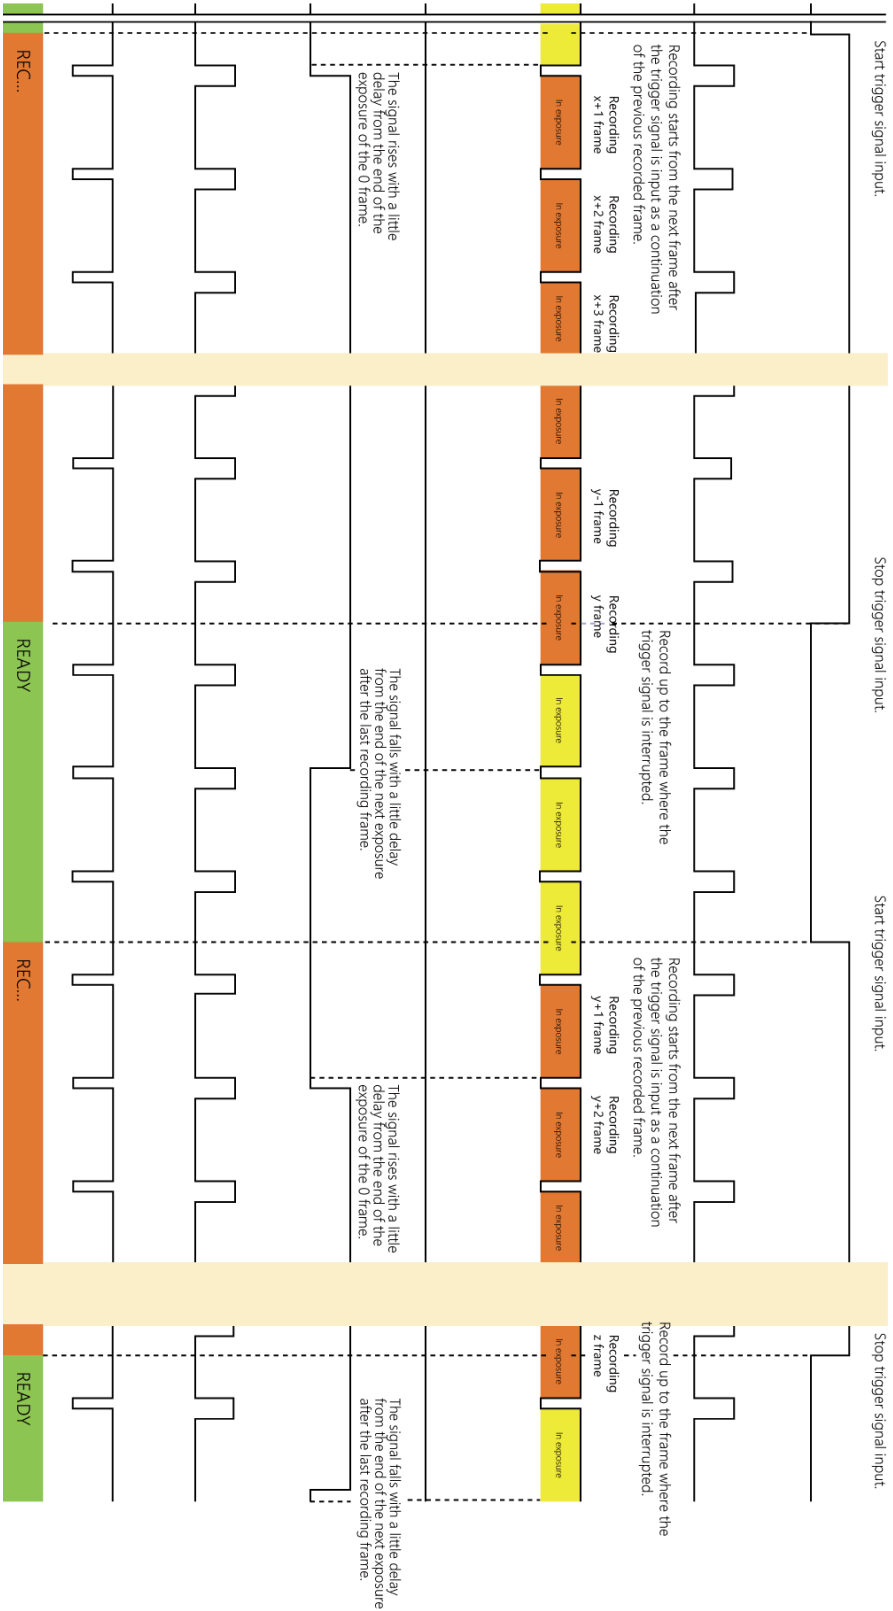 Start trigger signal input.
Stop trigger signal input.
Start trigger signal input.
Stop trigger signal input.
Recording starts from the next frame after
the trigger signal is input as a continuation
of the previous recorded frame.
Record up to the frame where the
trigger signal is interrupted.
Recording starts from the next frame after
the trigger signal is input as a continuation
of the previous recorded frame.
Record up to the frame where the
trigger signal is interrupted.
Recording
x+1 frame
Recording
x+2 frame
Recording
x+3 frame
Recording
y-1 frame
Recording
y frame
Recording
y+1 frame
Recording
y+2 frame
Recording
z frame
In exposure
In exposure
In exposure
In exposure
In exposure
In exposure
In exposure
In exposure
In exposure
In exposure
In exposure
In exposure
In exposure
In exposure
The signal rises with a little
delay from the end of the
exposure of the 0 frame.
The signal falls with a little delay
from the end of the next exposure
after the last recording frame.
The signal rises with a little
delay from the end of the
exposure of the 0 frame.
The signal falls with a little delay
from the end of the next exposure
after the last recording frame.
REC...
READY
REC...
READY